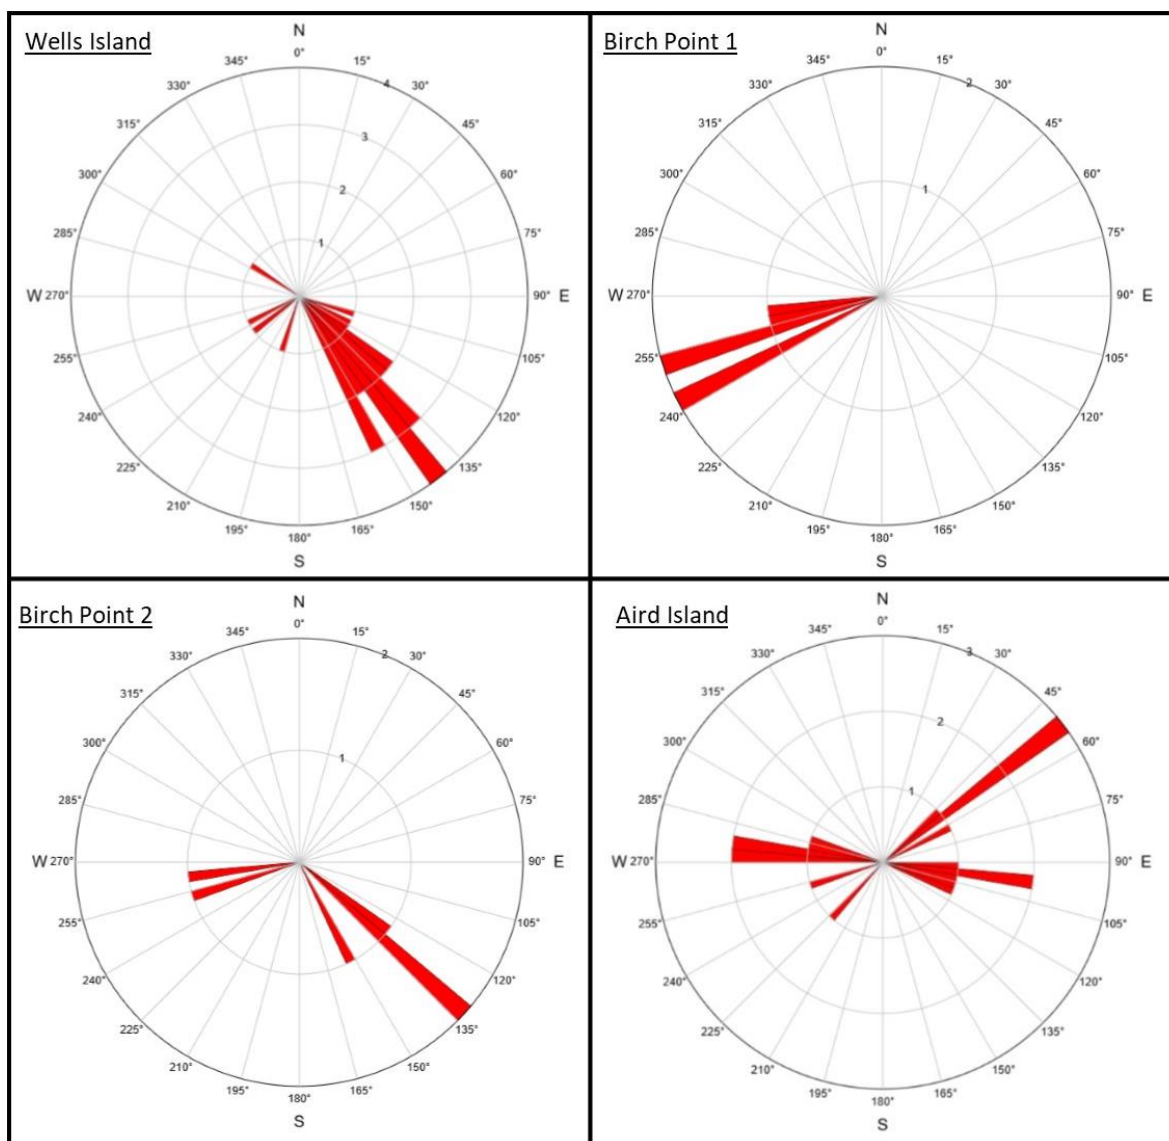 Wells Island
N
0°
345° 15°
330° 4 30°
315° 3 45°
300° 2 60°
285° 1 75°
W 270° 90° E
255° 105°
240° 120°
225° 135°
210° 150°
195° 165°
180°
S
Birch Point 1
N
0°
345° 15°
330° 2 30°
315° 45°
300° 60°
285° 1 75°
W 270° 90° E
255° 105°
240° 120°
225° 135°
210° 150°
195° 165°
180°
S
Birch Point 2
N
0°
345° 15°
330° 2 30°
315° 45°
300° 1 60°
285° 75°
W 270° 90° E
255° 105°
240° 120°
225° 135°
210° 150°
195° 165°
180°
S
Aird Island
N
0°
345° 15°
330° 3 30°
315° 45°
300° 2 60°
285° 1 75°
W 270° 90° E
255° 105°
240° 120°
225° 135°
210° 150°
195° 165°
180°
S